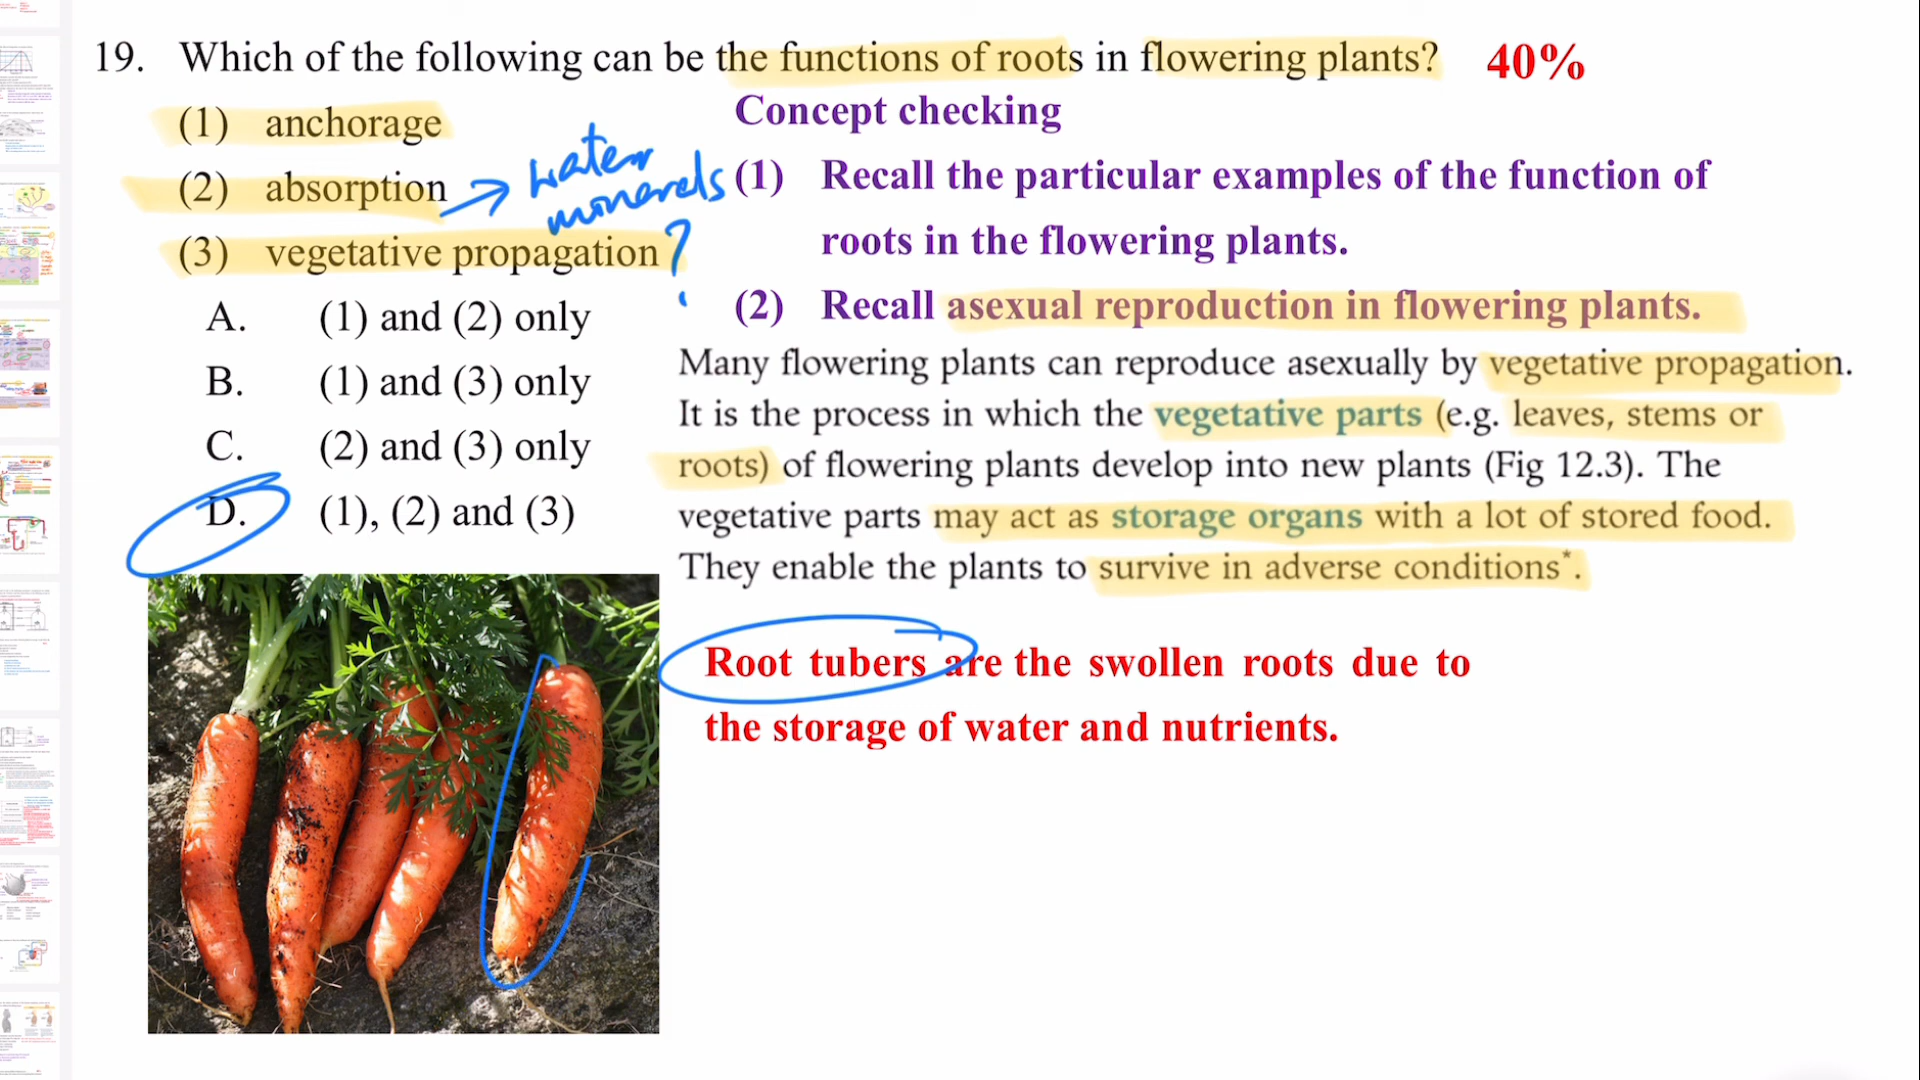 19. Which of the following can be the functions of roots in flowering plants? 40%
(1) anchorage
(2) absorption → water
minerals
(3) vegetative propagation ?
A. (1) and (2) only
B. (1) and (3) only
C. (2) and (3) only
D. (1), (2) and (3)
Concept checking
(1) Recall the particular examples of the function of
roots in the flowering plants.
(2) Recall asexual reproduction in flowering plants.
Many flowering plants can reproduce asexually by vegetative propagation.
It is the process in which the vegetative parts (e.g. leaves, stems or
roots) of flowering plants develop into new plants (Fig 12.3). The
vegetative parts may act as storage organs with a lot of stored food.
They enable the plants to survive in adverse conditions*.
Root tubers are the swollen roots due to
the storage of water and nutrients.